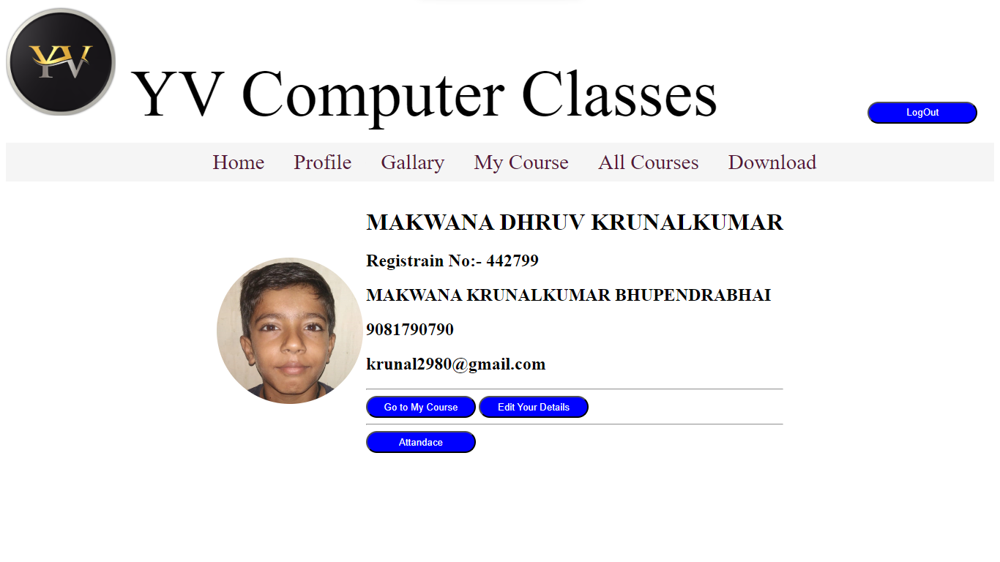 YV
YV Computer Classes
LogOut
Home Profile Gallary My Course All Courses Download
MAKWANA DHRUV KRUNALKUMAR
Registrain No:- 442799
MAKWANA KRUNALKUMAR BHUPENDRABHAI
9081790790
krunal2980@gmail.com
Go to My Course Edit Your Details
Attandace